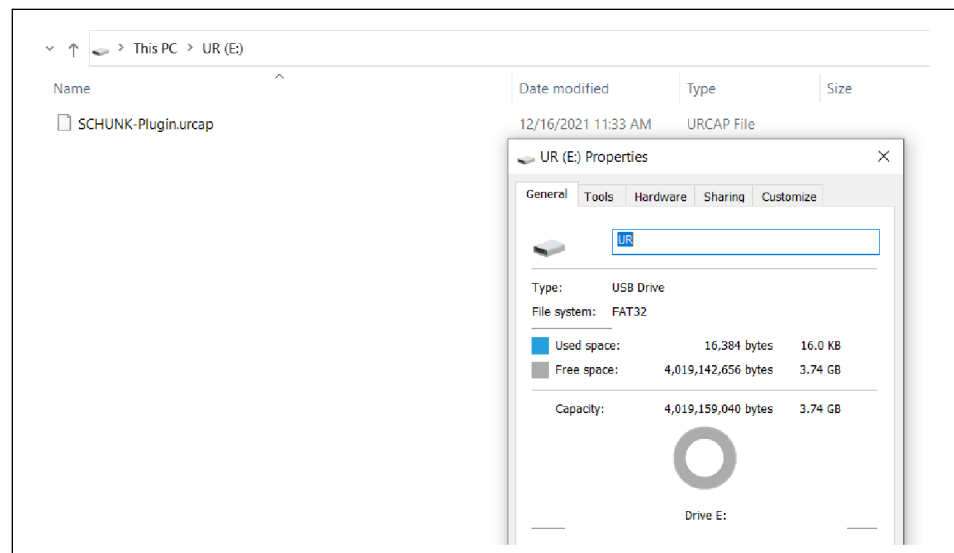 This PC > UR (E:)
Name Date modified Type Size
SCHUNK-Plugin.urcap 12/16/2021 11:33 AM URCAP File
UR (E:) Properties
General Tools Hardware Sharing Customize
UR
Type: USB Drive
File system: FAT32
Used space: 16,384 bytes 16.0 KB
Free space: 4,019,142,656 bytes 3.74 GB
Capacity: 4,019,159,040 bytes 3.74 GB
Drive E: